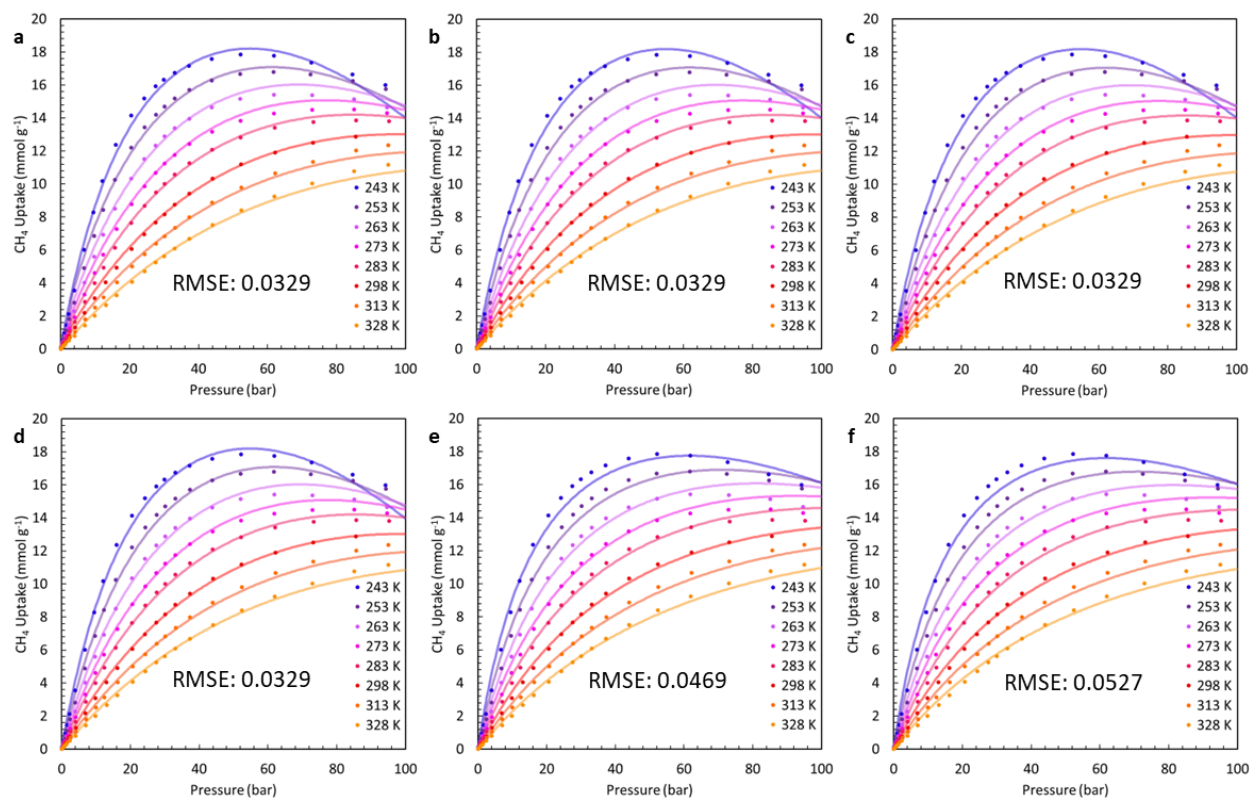 a
CH₄ Uptake (mmol g⁻¹)
20
18
16
14
12
10
8
6
4
2
0
243 K
253 K
263 K
273 K
283 K
298 K
313 K
328 K
RMSE: 0.0329
0 20 40 60 80 100
Pressure (bar)
b
CH₄ Uptake (mmol g⁻¹)
20
18
16
14
12
10
8
6
4
2
0
243 K
253 K
263 K
273 K
283 K
298 K
313 K
328 K
RMSE: 0.0329
0 20 40 60 80 100
Pressure (bar)
c
CH₄ Uptake (mmol g⁻¹)
20
18
16
14
12
10
8
6
4
2
0
243 K
253 K
263 K
273 K
283 K
298 K
313 K
328 K
RMSE: 0.0329
0 20 40 60 80 100
Pressure (bar)
d
CH₄ Uptake (mmol g⁻¹)
20
18
16
14
12
10
8
6
4
2
0
243 K
253 K
263 K
273 K
283 K
298 K
313 K
328 K
RMSE: 0.0329
0 20 40 60 80 100
Pressure (bar)
e
CH₄ Uptake (mmol g⁻¹)
20
18
16
14
12
10
8
6
4
2
0
243 K
253 K
263 K
273 K
283 K
298 K
313 K
328 K
RMSE: 0.0469
0 20 40 60 80 100
Pressure (bar)
f
CH₄ Uptake (mmol g⁻¹)
20
18
16
14
12
10
8
6
4
2
0
243 K
253 K
263 K
273 K
283 K
298 K
313 K
328 K
RMSE: 0.0527
0 20 40 60 80 100
Pressure (bar)